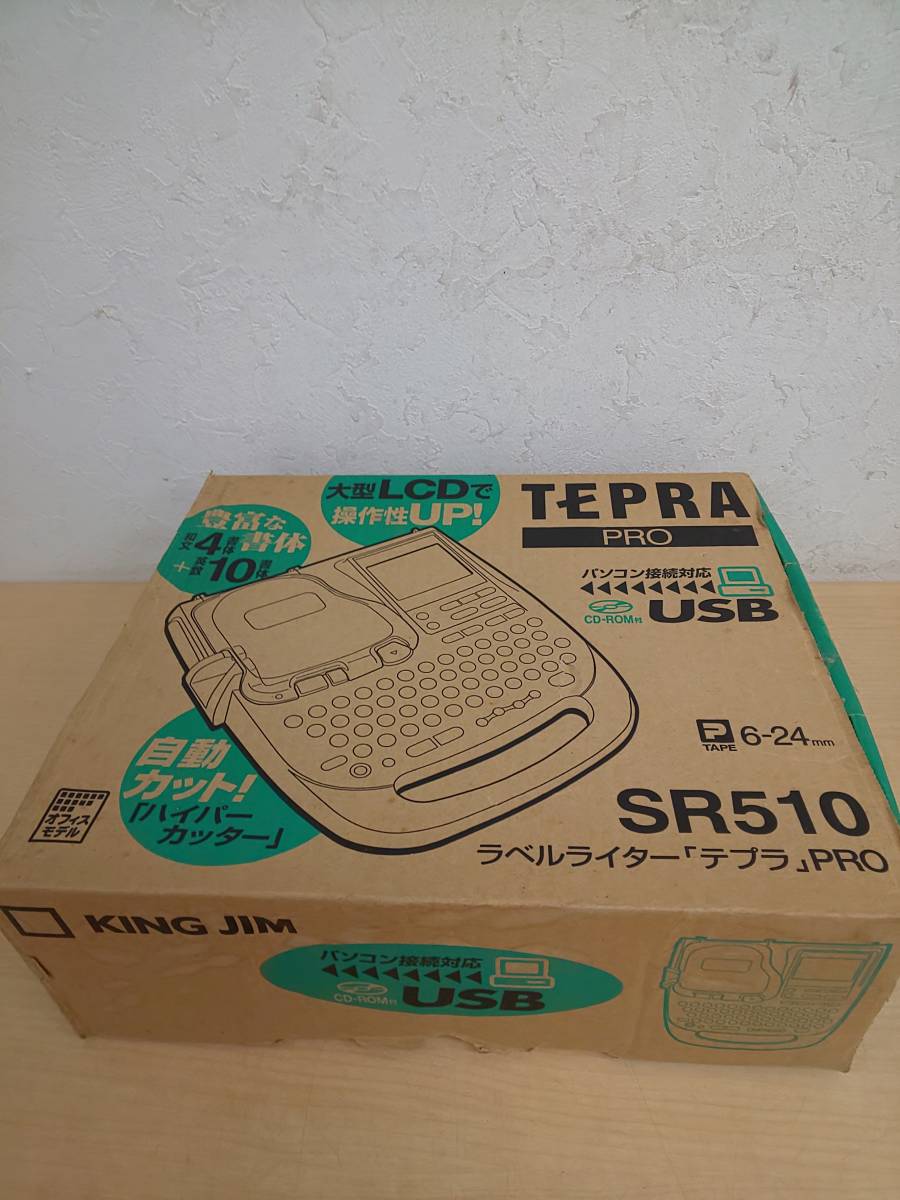 大型LCDで
操作性UP!
豊富な
和文4書体書体
+英数10書体
TEPRA
PRO
パソコン接続対応
CD-ROM付
USB
TAPE 6-24mm
自動
カット!
「ハイパー
カッター」
オフィス
モデル
SR510
ラベルライター「テプラ」PRO
KING JIM
パソコン接続対応
CD-ROM付
USB